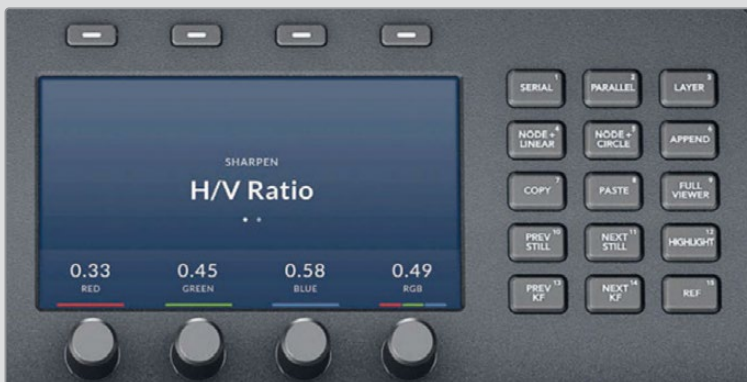 SHARPEN
H/V Ratio
0.33 0.45 0.58 0.49
RED GREEN BLUE RGB
SERIAL 1 PARALLEL 2 LAYER 3
NODE + LINEAR 4 NODE + CIRCLE 5 APPEND 6
COPY 7 PASTE 8 FULL VIEWER 9
PREV STILL 10 NEXT STILL 11 HIGHLIGHT 12
PREV KF 13 NEXT KF 14 REF 15